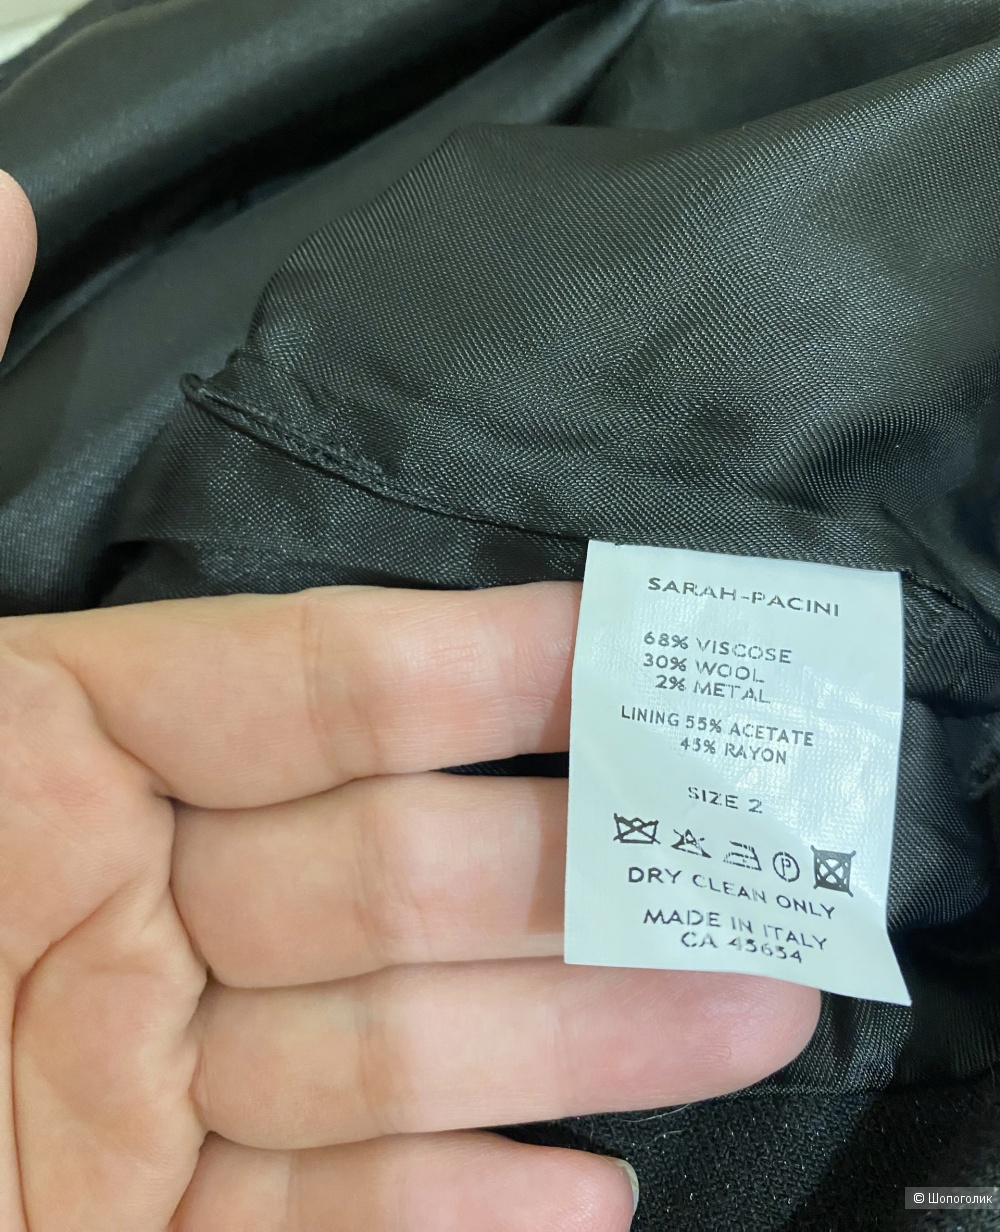 SARAH-PACINI
68% VISCOSE
30% WOOL
2% METAL
LINING 55% ACETATE
45% RAYON
SIZE 2
P
DRY CLEAN ONLY
MADE IN ITALY
CA 45654
© Шопоголик